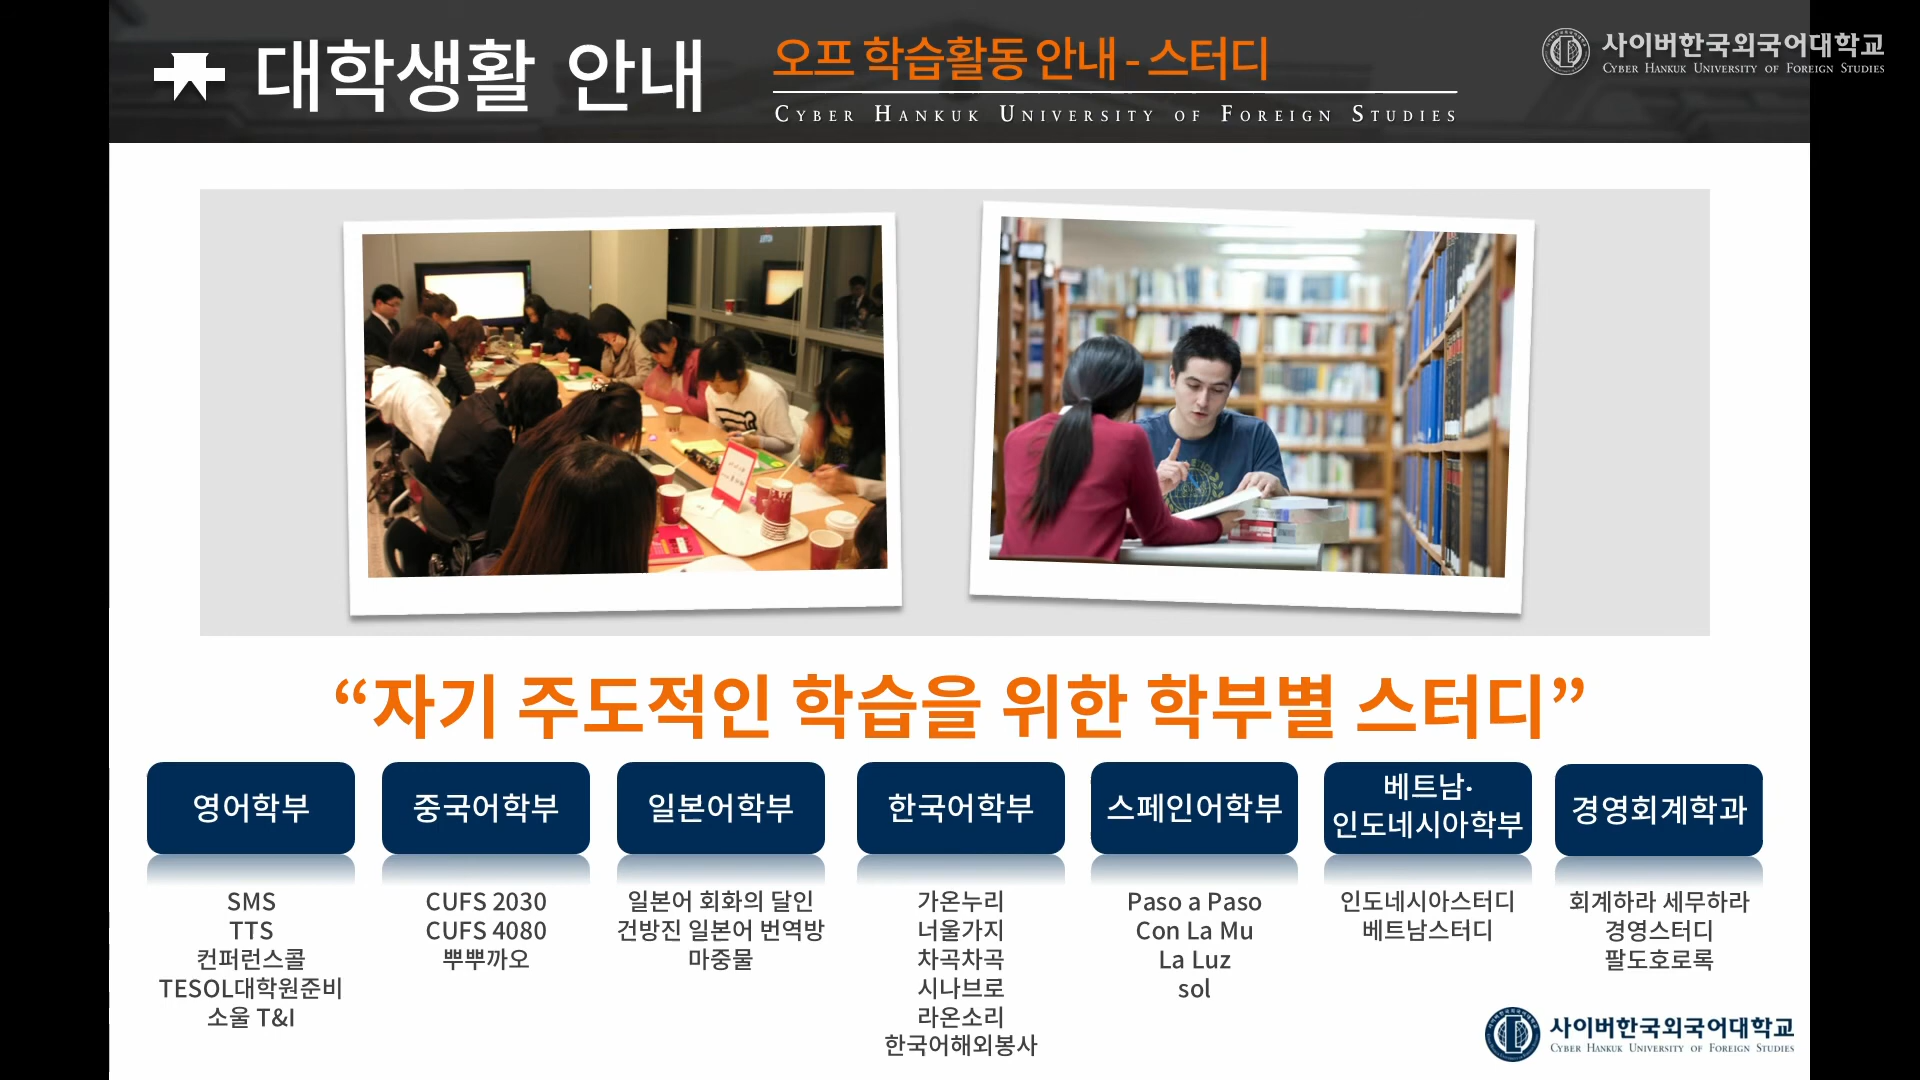 대학생활 안내
오프 학습활동 안내 - 스터디
CYBER HANKUK UNIVERSITY OF FOREIGN STUDIES
사이버한국외국어대학교
CYBER HANKUK UNIVERSITY OF FOREIGN STUDIES
“자기 주도적인 학습을 위한 학부별 스터디”
영어학부
SMS
TTS
컨퍼런스콜
TESOL대학원준비
소울 T&I
중국어학부
CUFS 2030
CUFS 4080
뿌뿌까오
일본어학부
일본어 회화의 달인
건방진 일본어 번역방
마중물
한국어학부
가온누리
너울가지
차곡차곡
시나브로
라온소리
한국어해외봉사
스페인어학부
Paso a Paso
Con La Mu
La Luz
sol
베트남·
인도네시아학부
인도네시아스터디
베트남스터디
경영회계학과
회계하라 세무하라
경영스터디
팔도호로록
사이버한국외국어대학교
CYBER HANKUK UNIVERSITY OF FOREIGN STUDIES